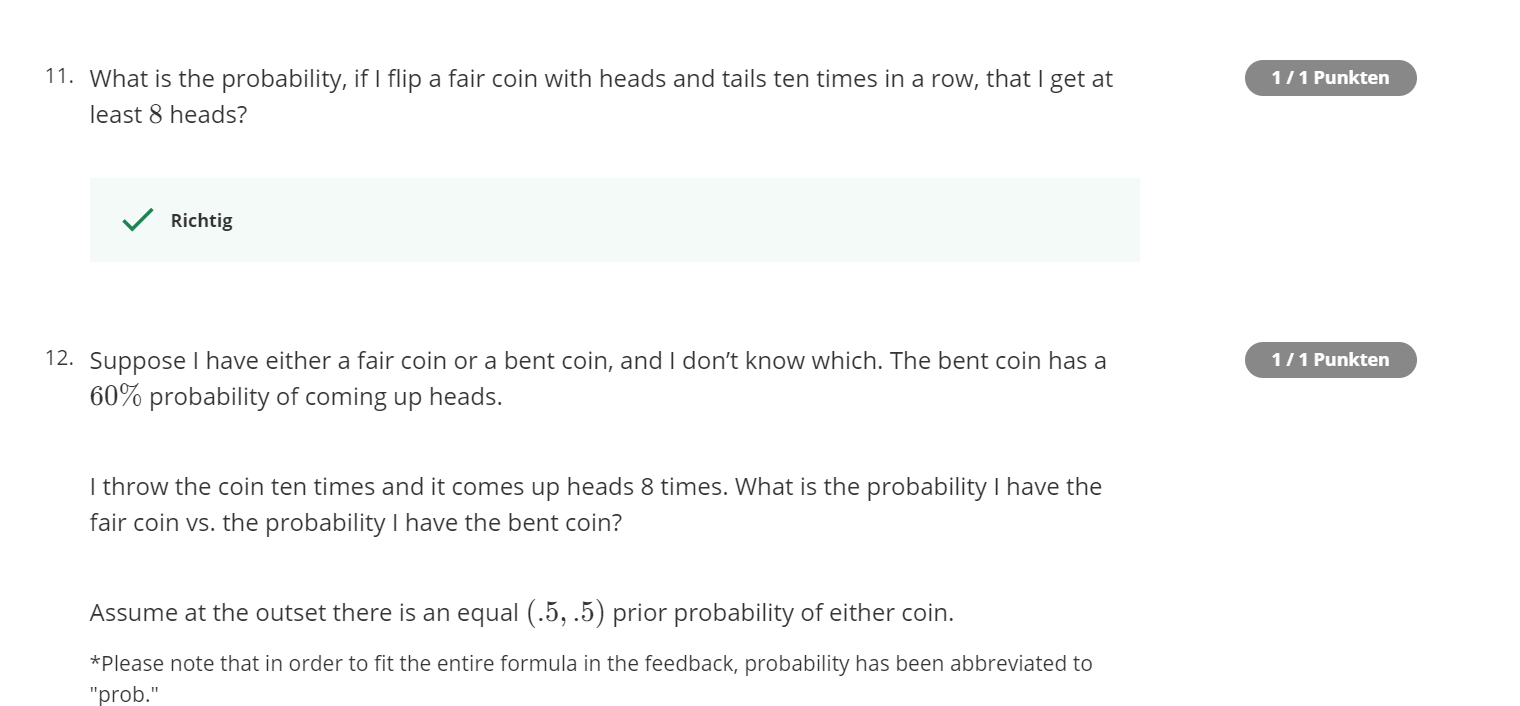 11. What is the probability, if I flip a fair coin with heads and tails ten times in a row, that I get at
least 8 heads?
1 / 1 Punkten
Richtig
12. Suppose I have either a fair coin or a bent coin, and I don’t know which. The bent coin has a
60% probability of coming up heads.
1 / 1 Punkten
I throw the coin ten times and it comes up heads 8 times. What is the probability I have the
fair coin vs. the probability I have the bent coin?
Assume at the outset there is an equal (.5, .5) prior probability of either coin.
*Please note that in order to fit the entire formula in the feedback, probability has been abbreviated to
"prob."